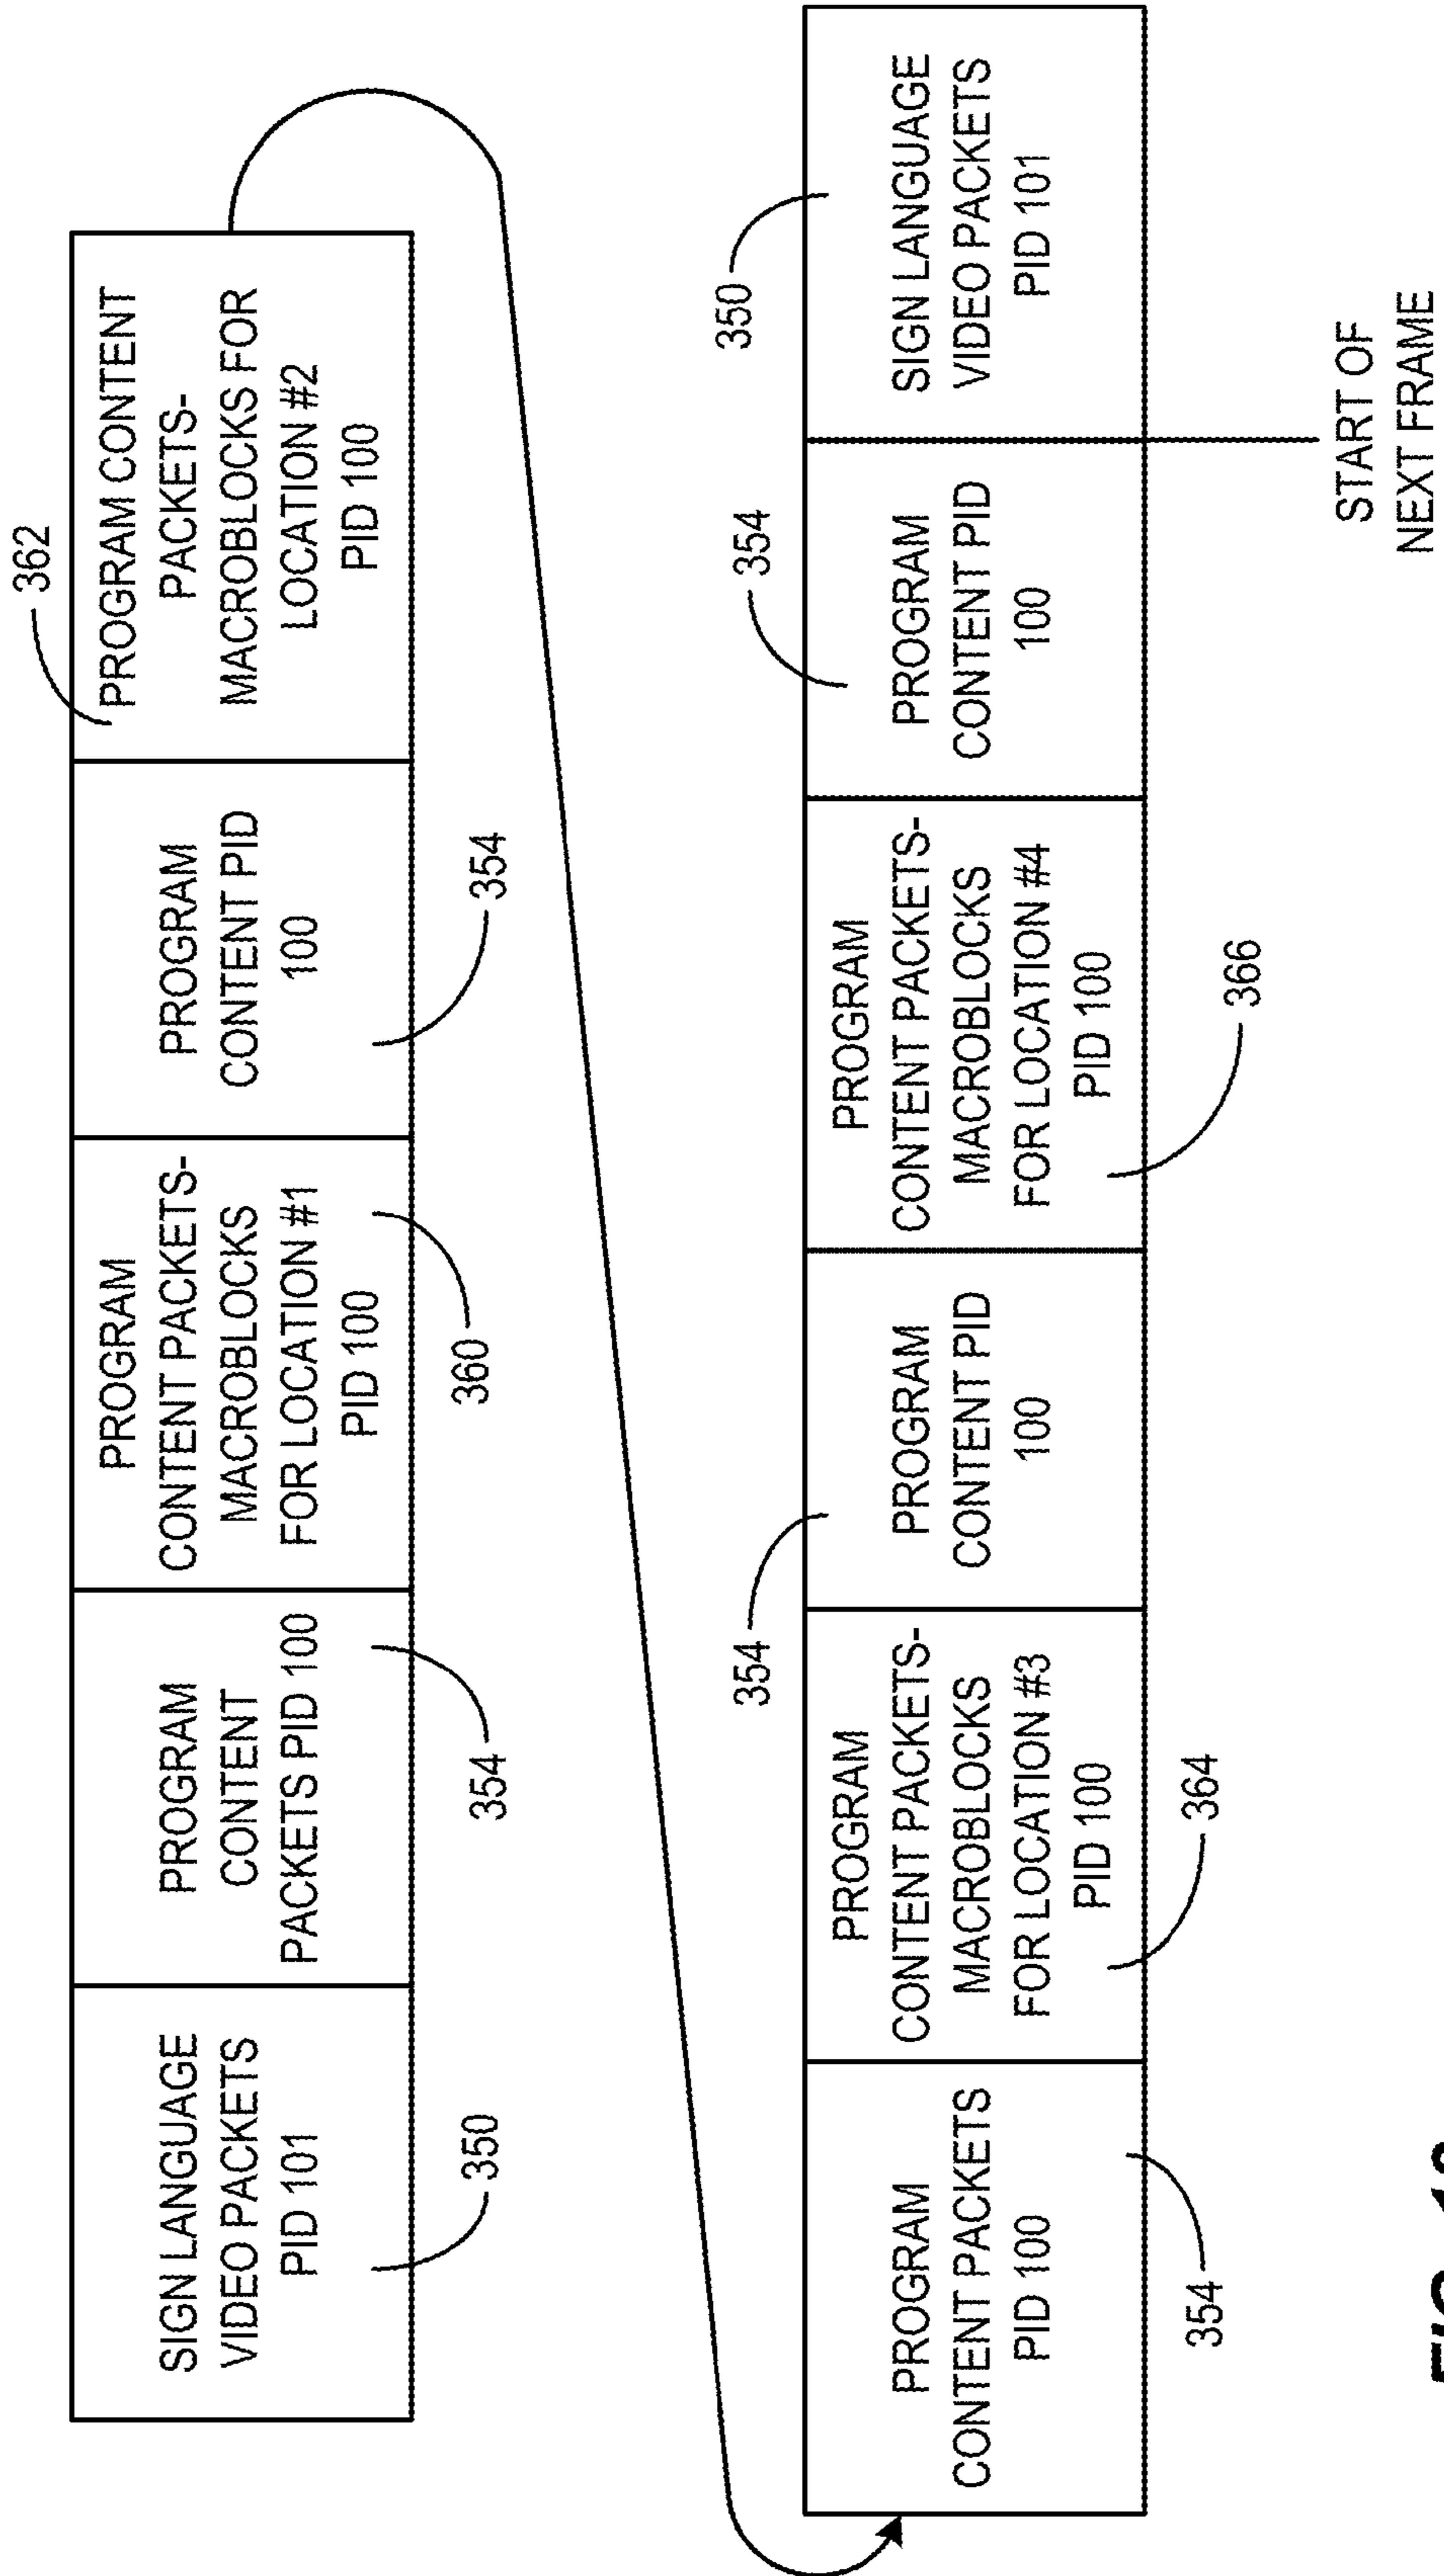 362
SIGN LANGUAGE
VIDEO PACKETS
PID 101
350
PROGRAM
CONTENT
PACKETS PID 100
354
PROGRAM
CONTENT PACKETS-
MACROBLOCKS
FOR LOCATION #1
PID 100
360
PROGRAM
CONTENT PID
100
354
PROGRAM CONTENT
PACKETS-
MACROBLOCKS FOR
LOCATION #2
PID 100
PROGRAM
CONTENT PACKETS
PID 100
354
PROGRAM
CONTENT PACKETS-
MACROBLOCKS
FOR LOCATION #3
PID 100
364
354
PROGRAM
CONTENT PID
100
PROGRAM
CONTENT PACKETS-
MACROBLOCKS
FOR LOCATION #4
PID 100
366
354
PROGRAM
CONTENT PID
100
350
SIGN LANGUAGE
VIDEO PACKETS
PID 101
START OF
NEXT FRAME
FIG.